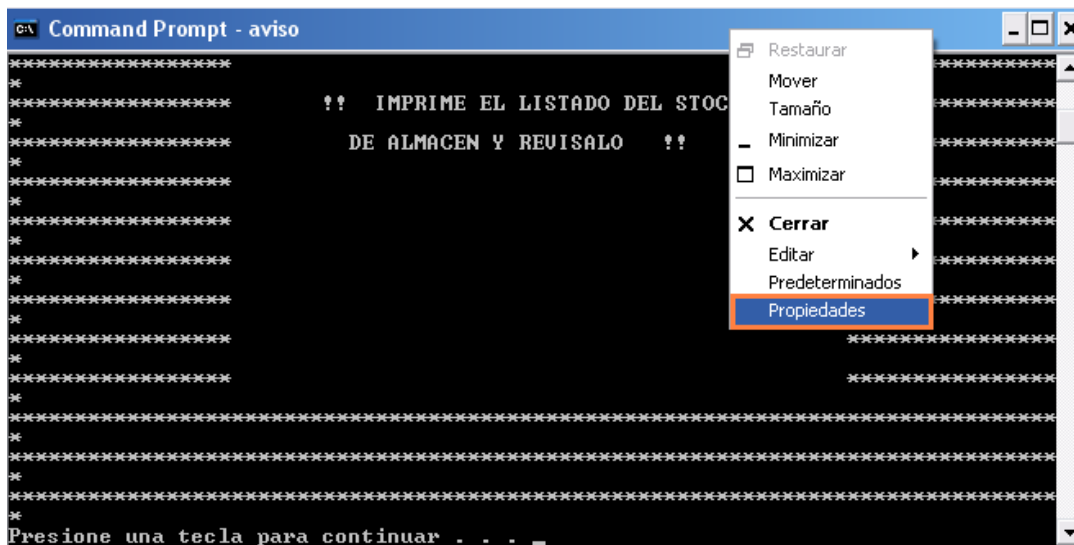 Command Prompt - aviso
***************** *********
*
***************** !! IMPRIME EL LISTADO DEL STOC *********
*
***************** DE ALMACEN Y REVISALO !! *********
*
***************** *********
*
***************** *********
*
***************** *********
*
***************** *********
*
***************** ****************
*
***************** ****************
*
********************************************************************************
*
********************************************************************************
*
********************************************************************************
*
Presione una tecla para continuar . . . _
Restaurar
Mover
Tamaño
Minimizar
Maximizar
Cerrar
Editar
Predeterminados
Propiedades